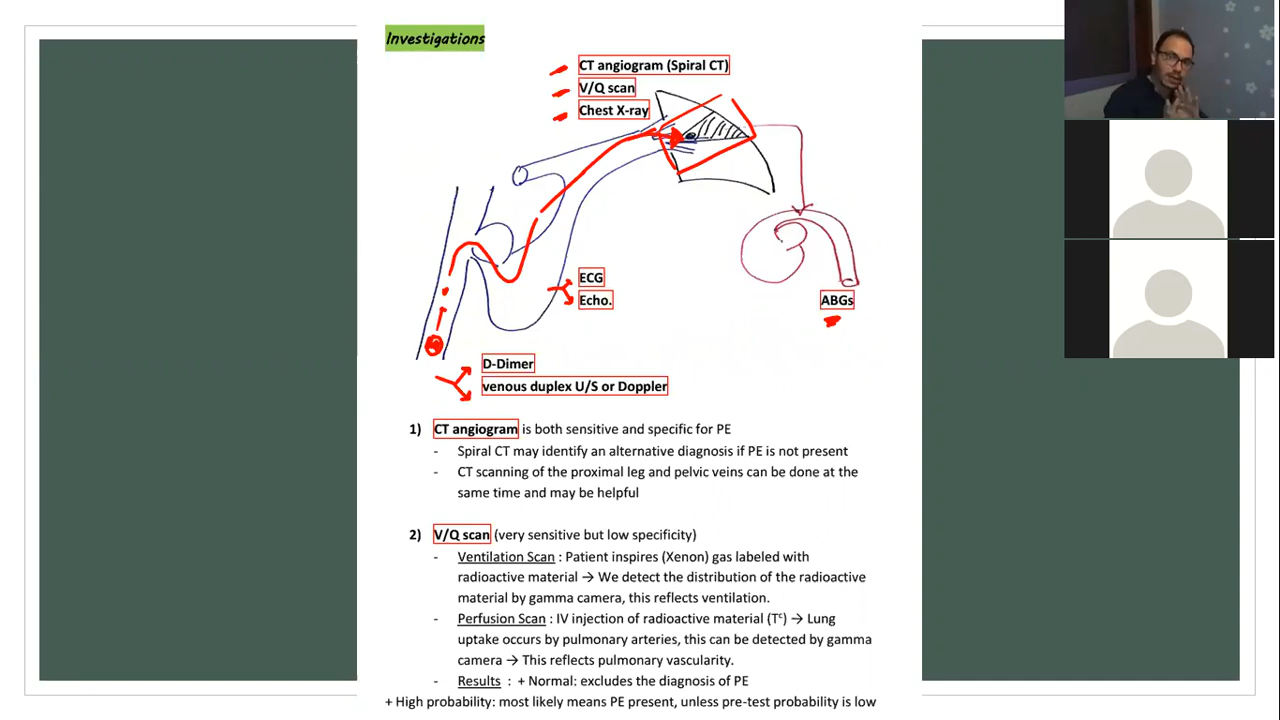 Investigations
CT angiogram (Spiral CT)
V/Q scan
Chest X-ray
ECG
Echo.
ABGs
D-Dimer
venous duplex U/S or Doppler
1) CT angiogram is both sensitive and specific for PE
- Spiral CT may identify an alternative diagnosis if PE is not present
- CT scanning of the proximal leg and pelvic veins can be done at the
same time and may be helpful
2) V/Q scan (very sensitive but low specificity)
- Ventilation Scan : Patient inspires (Xenon) gas labeled with
radioactive material → We detect the distribution of the radioactive
material by gamma camera, this reflects ventilation.
- Perfusion Scan : IV injection of radioactive material (Tᶜ) → Lung
uptake occurs by pulmonary arteries, this can be detected by gamma
camera → This reflects pulmonary vascularity.
- Results : + Normal: excludes the diagnosis of PE
+ High probability: most likely means PE present, unless pre-test probability is low